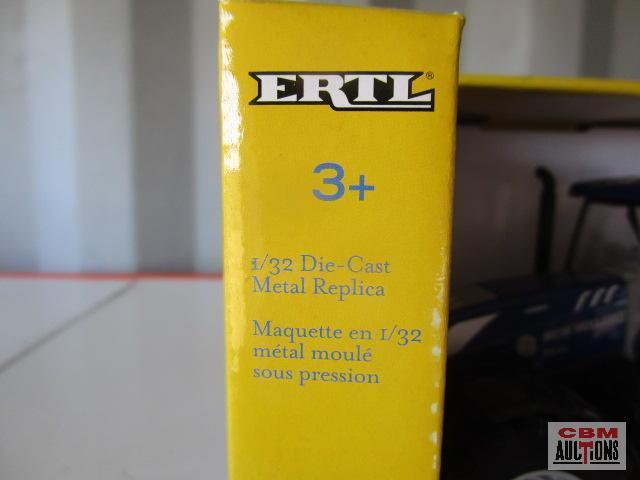 ERTL®
3+
1/32 Die-Cast
Metal Replica
Maquette en 1/32
métal moulé
sous pression
CBM
AUCTIONS